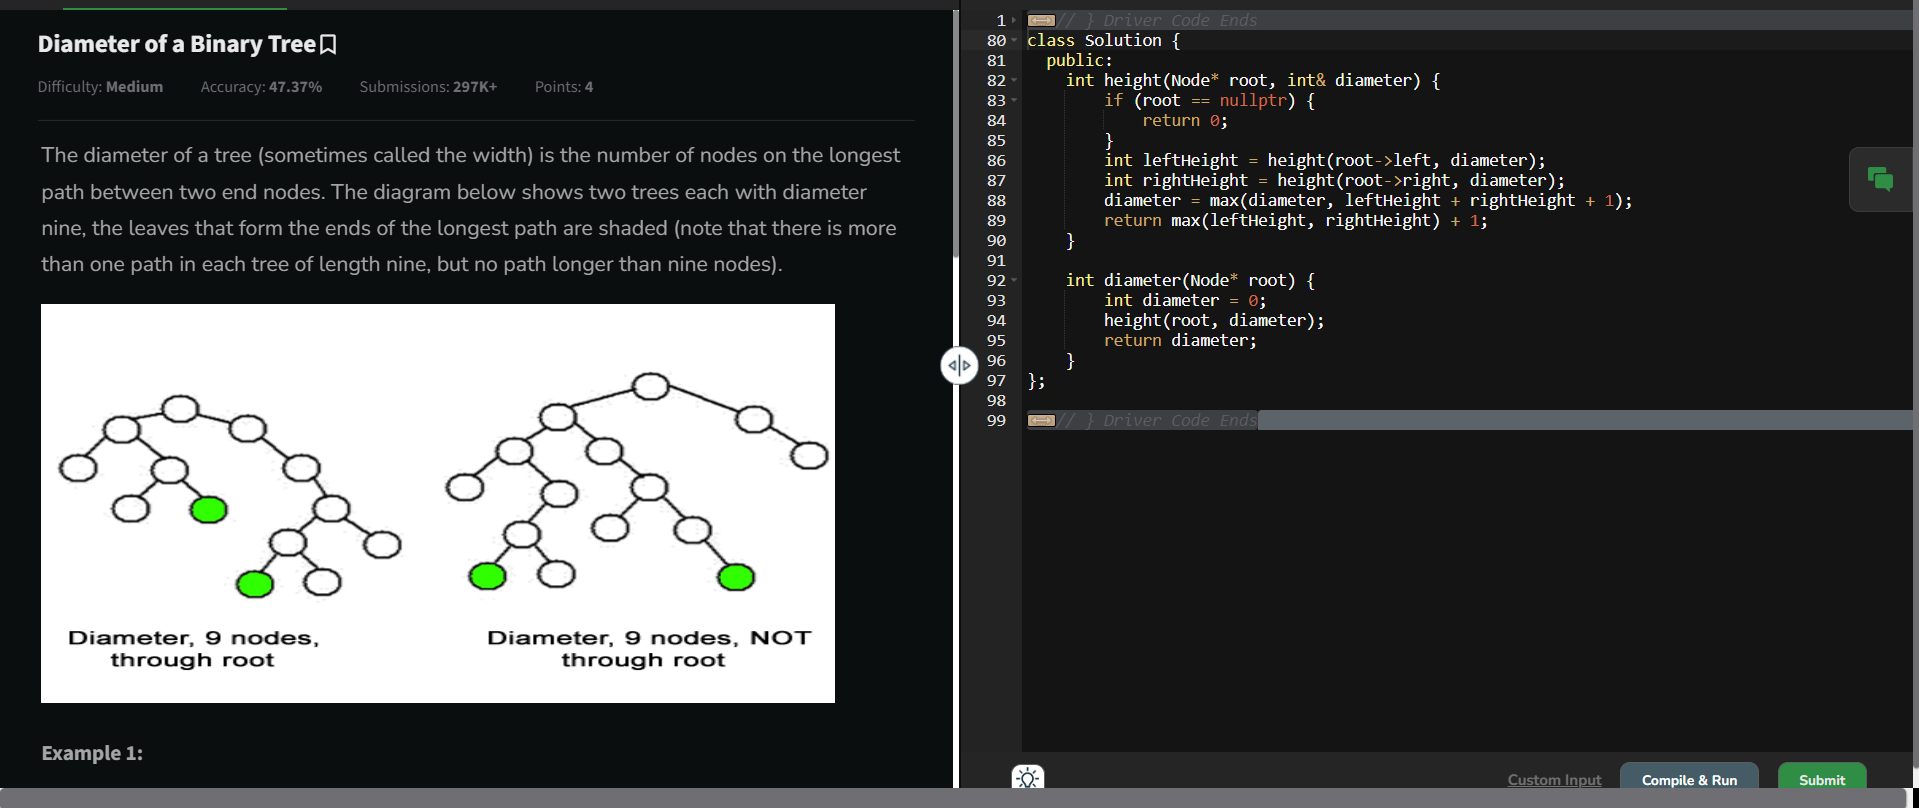 Diameter of a Binary Tree
Difficulty: Medium Accuracy: 47.37% Submissions: 297K+ Points: 4
The diameter of a tree (sometimes called the width) is the number of nodes on the longest
path between two end nodes. The diagram below shows two trees each with diameter
nine, the leaves that form the ends of the longest path are shaded (note that there is more
than one path in each tree of length nine, but no path longer than nine nodes).
Diameter, 9 nodes,
through root
Diameter, 9 nodes, NOT
through root
Example 1:
1 // } Driver Code Ends
80 class Solution {
81 public:
82 int height(Node* root, int& diameter) {
83 if (root == nullptr) {
84 return 0;
85 }
86 int leftHeight = height(root->left, diameter);
87 int rightHeight = height(root->right, diameter);
88 diameter = max(diameter, leftHeight + rightHeight + 1);
89 return max(leftHeight, rightHeight) + 1;
90 }
91
92 int diameter(Node* root) {
93 int diameter = 0;
94 height(root, diameter);
95 return diameter;
96 }
97 };
98
99 // } Driver Code Ends
Custom Input Compile & Run Submit